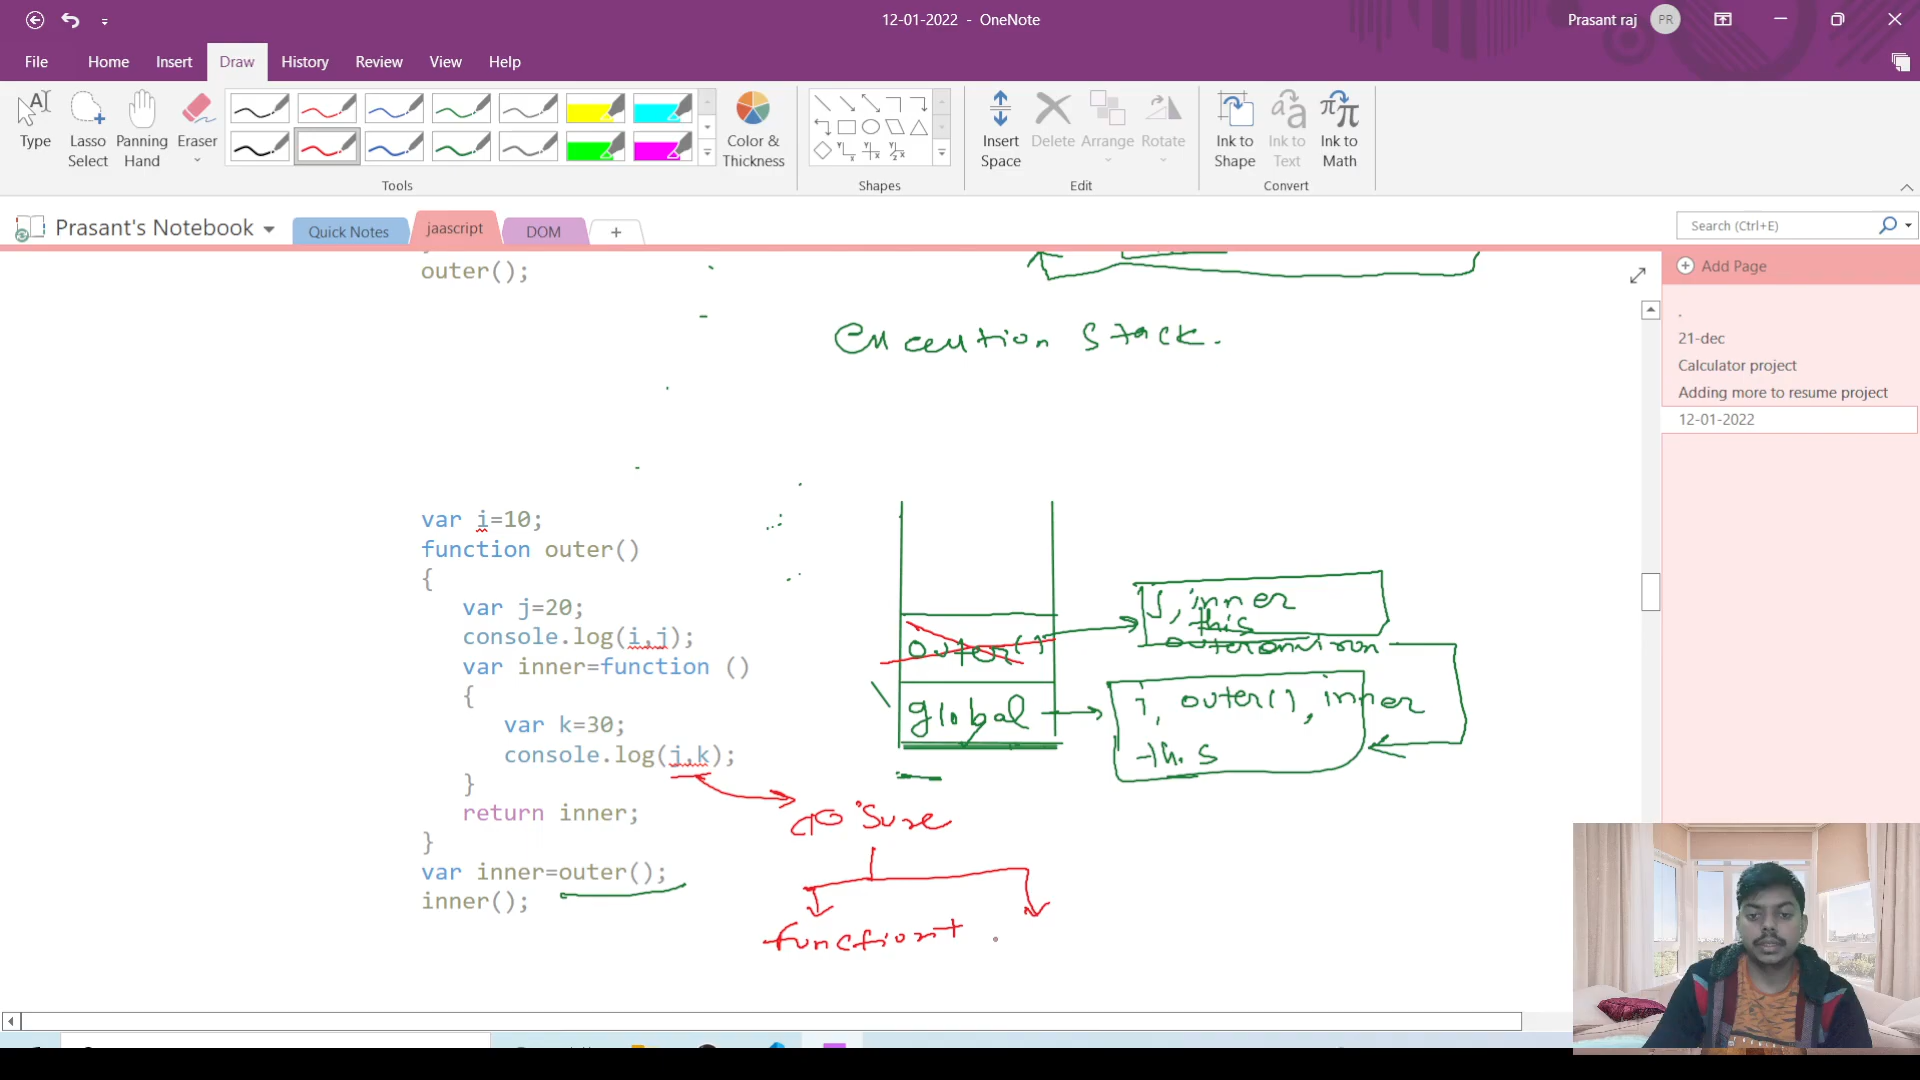 12-01-2022 - OneNote
Prasant raj PR
File Home Insert Draw History Review View Help
Type
Lasso Select
Panning Hand
Eraser
Color & Thickness
Insert Space
Delete
Arrange
Rotate
Ink to Shape
Ink to Text
Ink to Math
Tools
Shapes
Edit
Convert
Prasant's Notebook
Quick Notes
jaascript
DOM
+
Search (Ctrl+E)
Add Page
.
21-dec
Calculator project
Adding more to resume project
12-01-2022
outer();
Stack.
var i=10;
function outer()
{
var j=20;
console.log(i,j);
var inner=function ()
{
var k=30;
console.log(j,k);
}
return inner;
}
var inner=outer();
inner();
outer()
global
j, inner
this
i, outer(), inner
this
function+